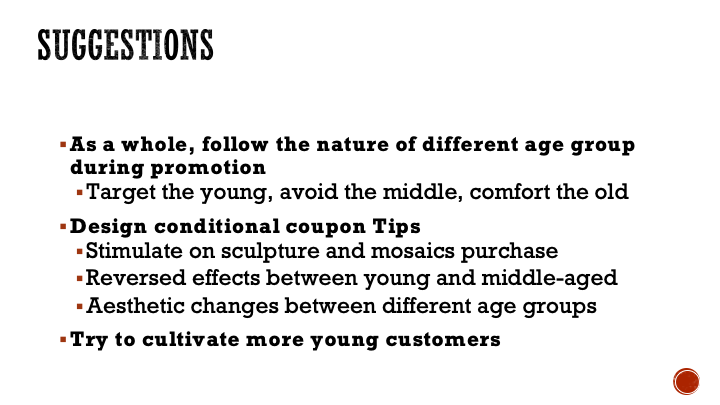 SUGGESTIONS
▪As a whole, follow the nature of different age group
during promotion
▪Target the young, avoid the middle, comfort the old
▪Design conditional coupon Tips
▪Stimulate on sculpture and mosaics purchase
▪Reversed effects between young and middle-aged
▪Aesthetic changes between different age groups
▪Try to cultivate more young customers